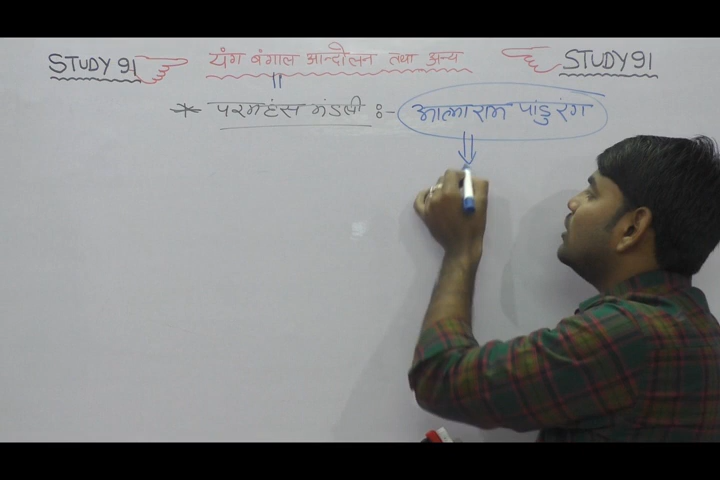 STUDY 91 यंग बंगाल आन्दोलन तथा अन्य STUDY 91
* परमहंस मंडली :- आत्माराम पांडुरंग